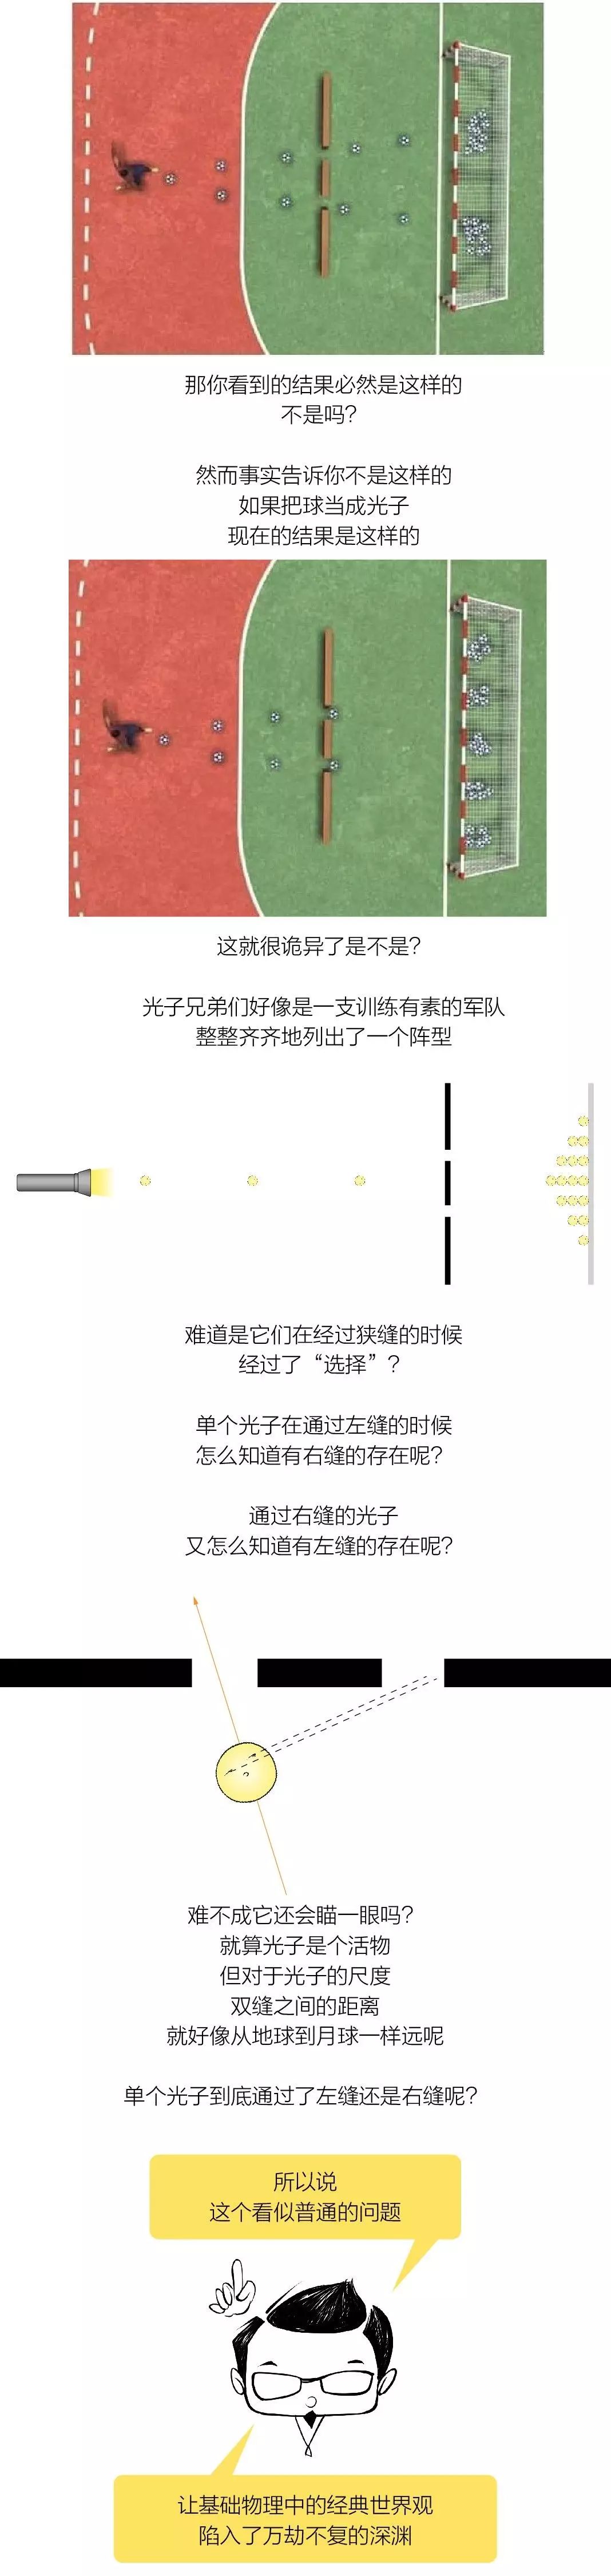 那你看到的结果必然是这样的
不是吗？
然而事实告诉你不是这样的
如果把球当成光子
现在的结果是这样的
这就很诡异了是不是？
光子兄弟们好像是一支训练有素的军队
整整齐齐地列出了一个阵型
难道是它们在经过狭缝的时候
经过了“选择”？
单个光子在通过左缝的时候
怎么知道有右缝的存在呢？
通过右缝的光子
又怎么知道有左缝的存在呢？
难不成它还会瞄一眼吗？
就算光子是个活物
但对于光子的尺度
双缝之间的距离
就好像从地球到月球一样远呢
单个光子到底通过了左缝还是右缝呢？
所以说
这个看似普通的问题
让基础物理中的经典世界观
陷入了万劫不复的深渊